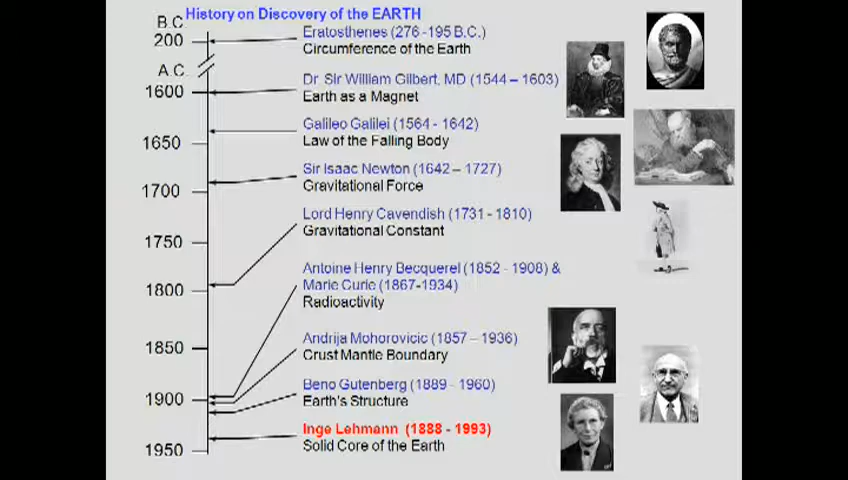 History on Discovery of the EARTH
B.C
200
Eratosthenes (276 -195 B.C.)
Circumference of the Earth
A.C.
1600
Dr. Sir William Gilbert, MD (1544 – 1603)
Earth as a Magnet
Galileo Galilei (1564 - 1642)
Law of the Falling Body
1650
Sir Isaac Newton (1642 – 1727)
Gravitational Force
1700
Lord Henry Cavendish (1731 - 1810)
Gravitational Constant
1750
Antoine Henry Becquerel (1852 - 1908) &
Marie Curie (1867-1934)
Radioactivity
1800
Andrija Mohorovicic (1857 – 1936)
Crust Mantle Boundary
1850
Beno Gutenberg (1889 - 1960)
Earth's Structure
1900
Inge Lehmann (1888 - 1993)
Solid Core of the Earth
1950